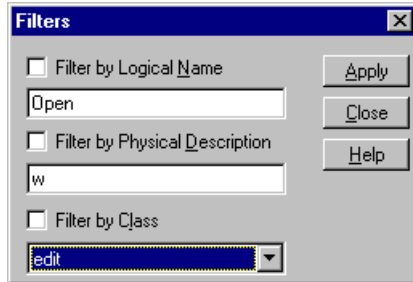 Filters
Filter by Logical Name
Apply
Open
Close
Filter by Physical Description
Help
w
Filter by Class
edit